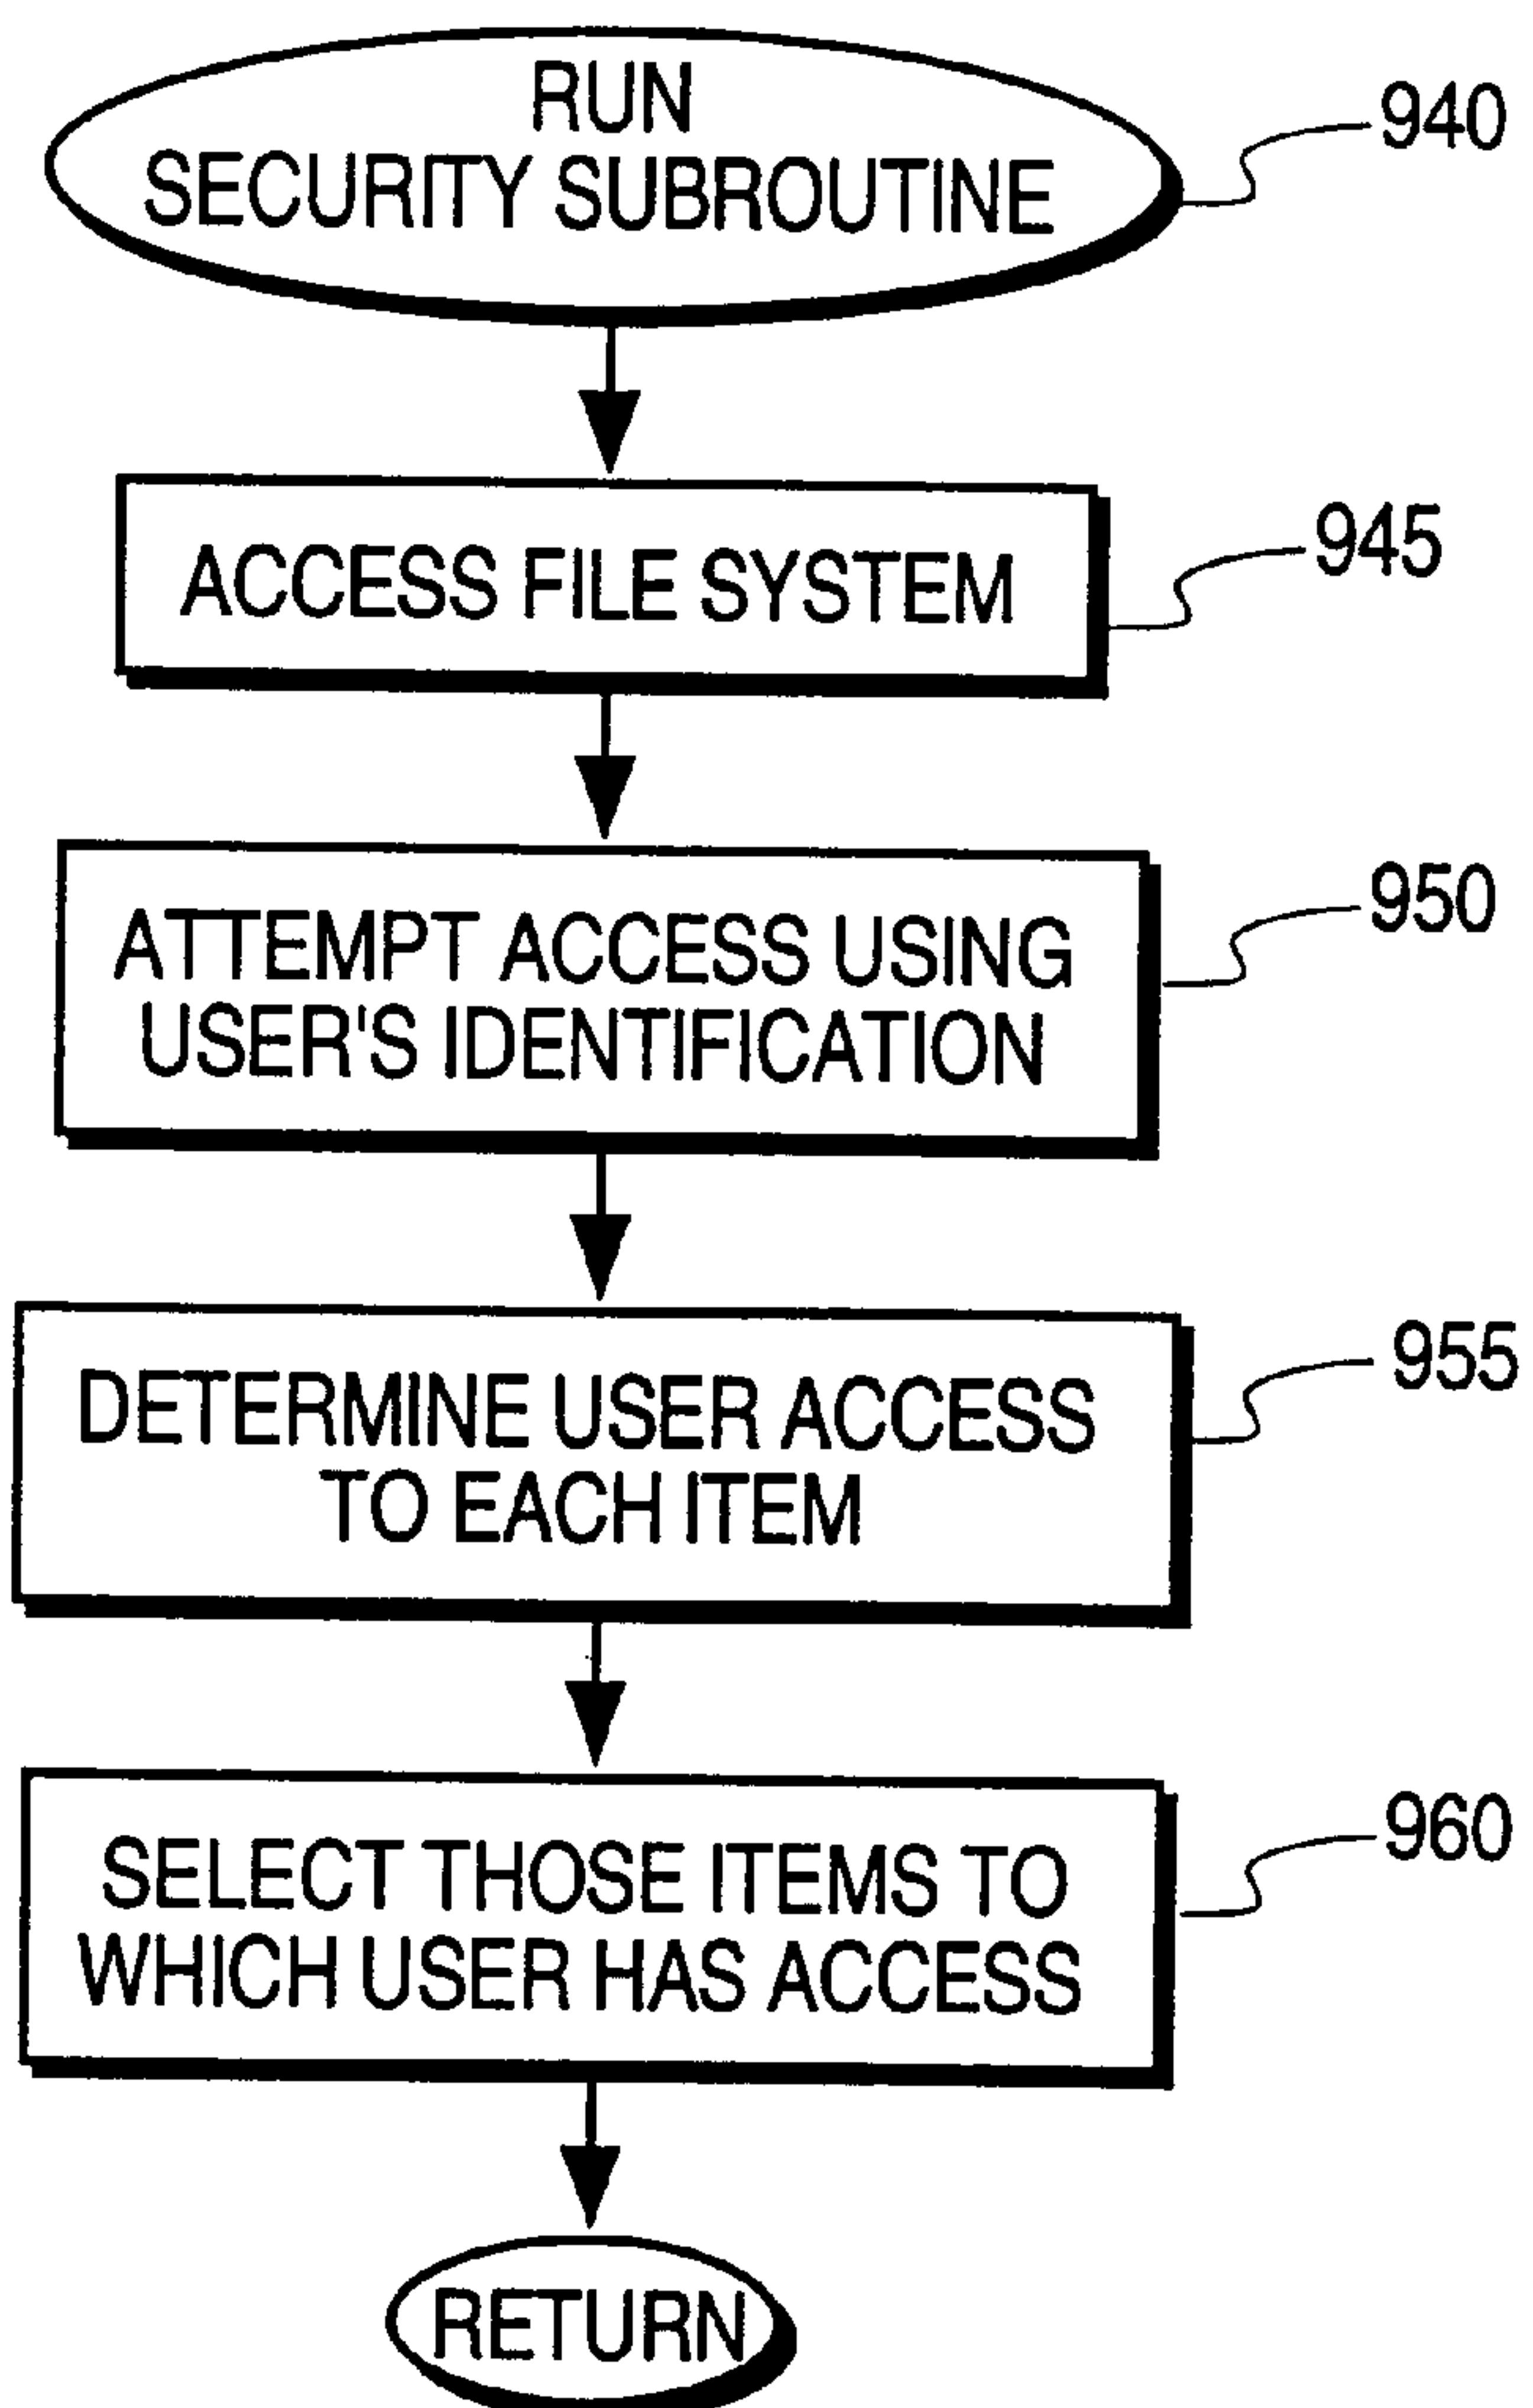 RUN
SECURITY SUBROUTINE
940
ACCESS FILE SYSTEM
945
ATTEMPT ACCESS USING
USER'S IDENTIFICATION
950
DETERMINE USER ACCESS
TO EACH ITEM
955
SELECT THOSE ITEMS TO
WHICH USER HAS ACCESS
960
RETURN